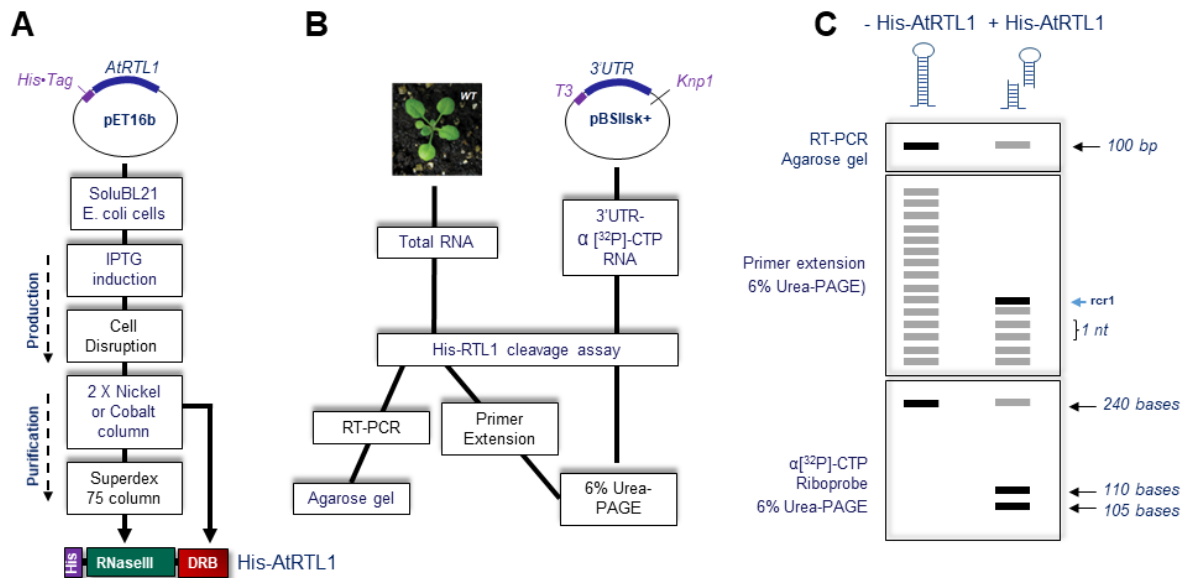 A
AtRTL1
His•Tag
pET16b
SoluBL21
E. coli cells
IPTG
induction
Cell
Disruption
2 X Nickel
or Cobalt
column
Superdex
75 column
Production
Purification
His
RNaseIII
DRB
His-AtRTL1
B
WT
3'UTR
T3
Knp1
pBSIIsk+
Total RNA
3'UTR-
α [³²P]-CTP
RNA
His-RTL1 cleavage assay
RT-PCR
Primer
Extension
Agarose gel
6% Urea-
PAGE
C
- His-AtRTL1 + His-AtRTL1
RT-PCR
Agarose gel
100 bp
Primer extension
6% Urea-PAGE)
rcr1
1 nt
240 bases
α[³²P]-CTP
Riboprobe
6% Urea-PAGE
110 bases
105 bases